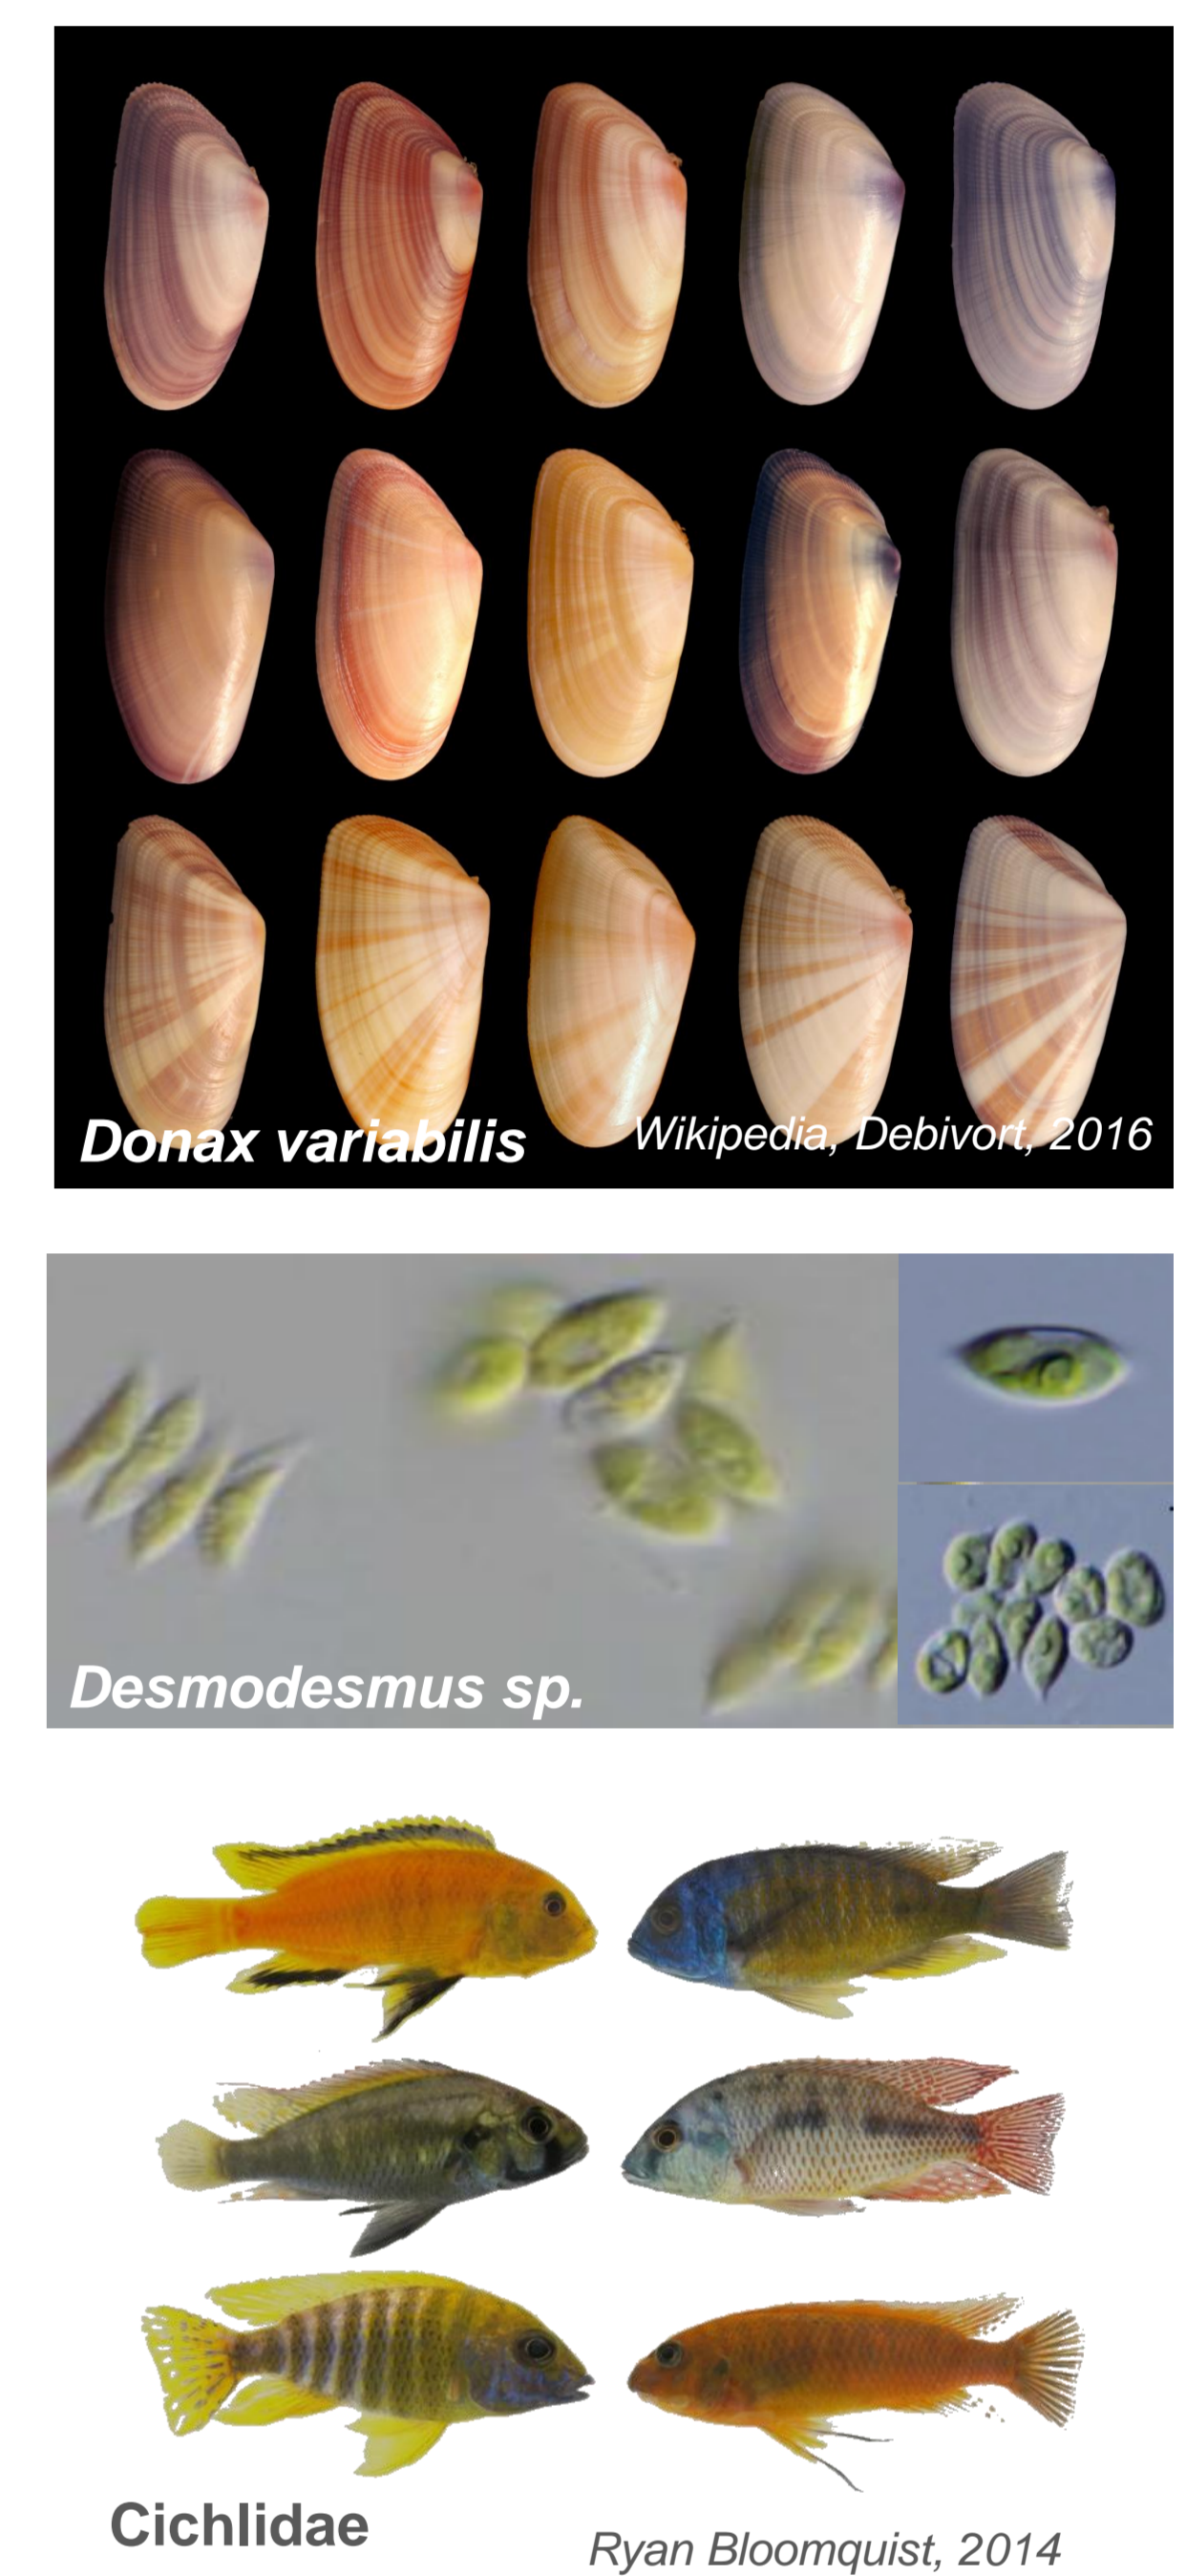 Donax variabilis
Wikipedia, Debivort, 2016
Desmodesmus sp.
Cichlidae
Ryan Bloomquist, 2014